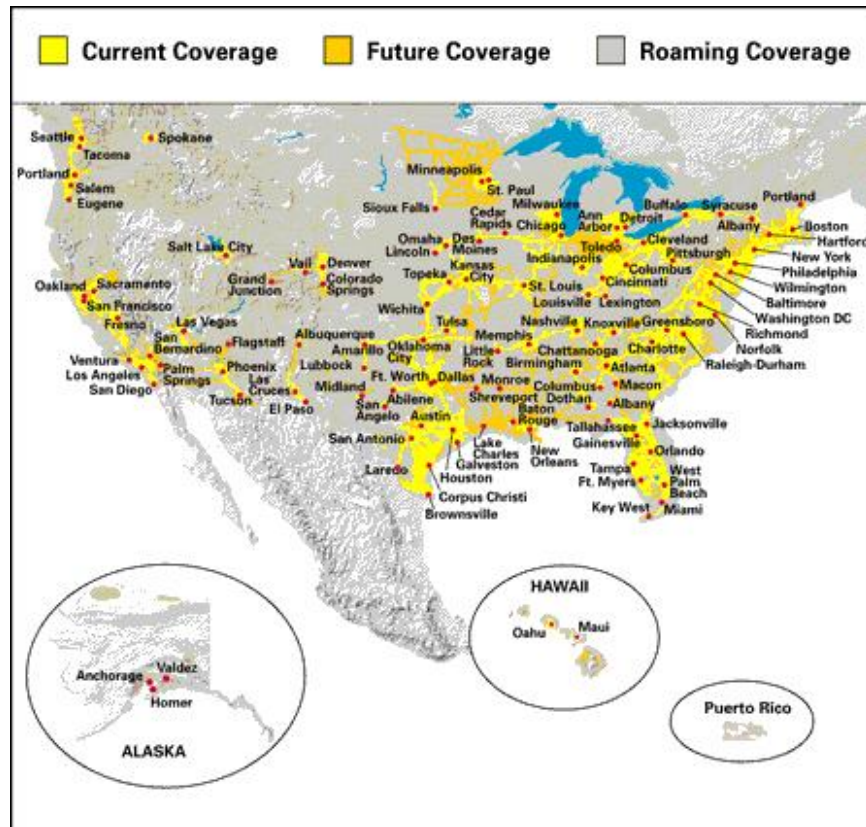 Current Coverage
Future Coverage
Roaming Coverage
Seattle
Spokane
Tacoma
Portland
Salem
Eugene
Minneapolis
St. Paul
Sioux Falls
Cedar
Rapids
Milwaukee
Chicago
Ann
Arbor
Detroit
Buffalo
Syracuse
Portland
Albany
Boston
Hartford
New York
Philadelphia
Wilmington
Baltimore
Washington DC
Richmond
Norfolk
Raleigh-Durham
Toledo
Cleveland
Pittsburgh
Salt Lake City
Omaha
Lincoln
Des
Moines
Indianapolis
Columbus
Cincinnati
Vail
Denver
Grand
Junction
Colorado
Springs
Topeka
Kansas
City
St. Louis
Louisville
Lexington
Oakland
Sacramento
San Francisco
Fresno
Las Vegas
San
Bernardino
Flagstaff
Albuquerque
Wichita
Tulsa
Nashville
Knoxville
Greensboro
Memphis
Amarillo
Oklahoma
City
Little
Rock
Birmingham
Chattanooga
Charlotte
Ventura
Los Angeles
San Diego
Palm
Springs
Phoenix
Tucson
Las
Cruces
El Paso
Lubbock
Midland
San
Angelo
Abilene
Ft. Worth
Dallas
Monroe
Shreveport
Atlanta
Columbus
Macon
Dothan
Albany
Austin
Baton
Rouge
Tallahassee
Jacksonville
Gainesville
San Antonio
Lake
Charles
New
Orleans
Orlando
Laredo
Galveston
Houston
Tampa
Ft. Myers
West
Palm
Beach
Corpus Christi
Brownsville
Key West
Miami
HAWAII
Oahu
Maui
Valdez
Anchorage
Homer
ALASKA
Puerto Rico